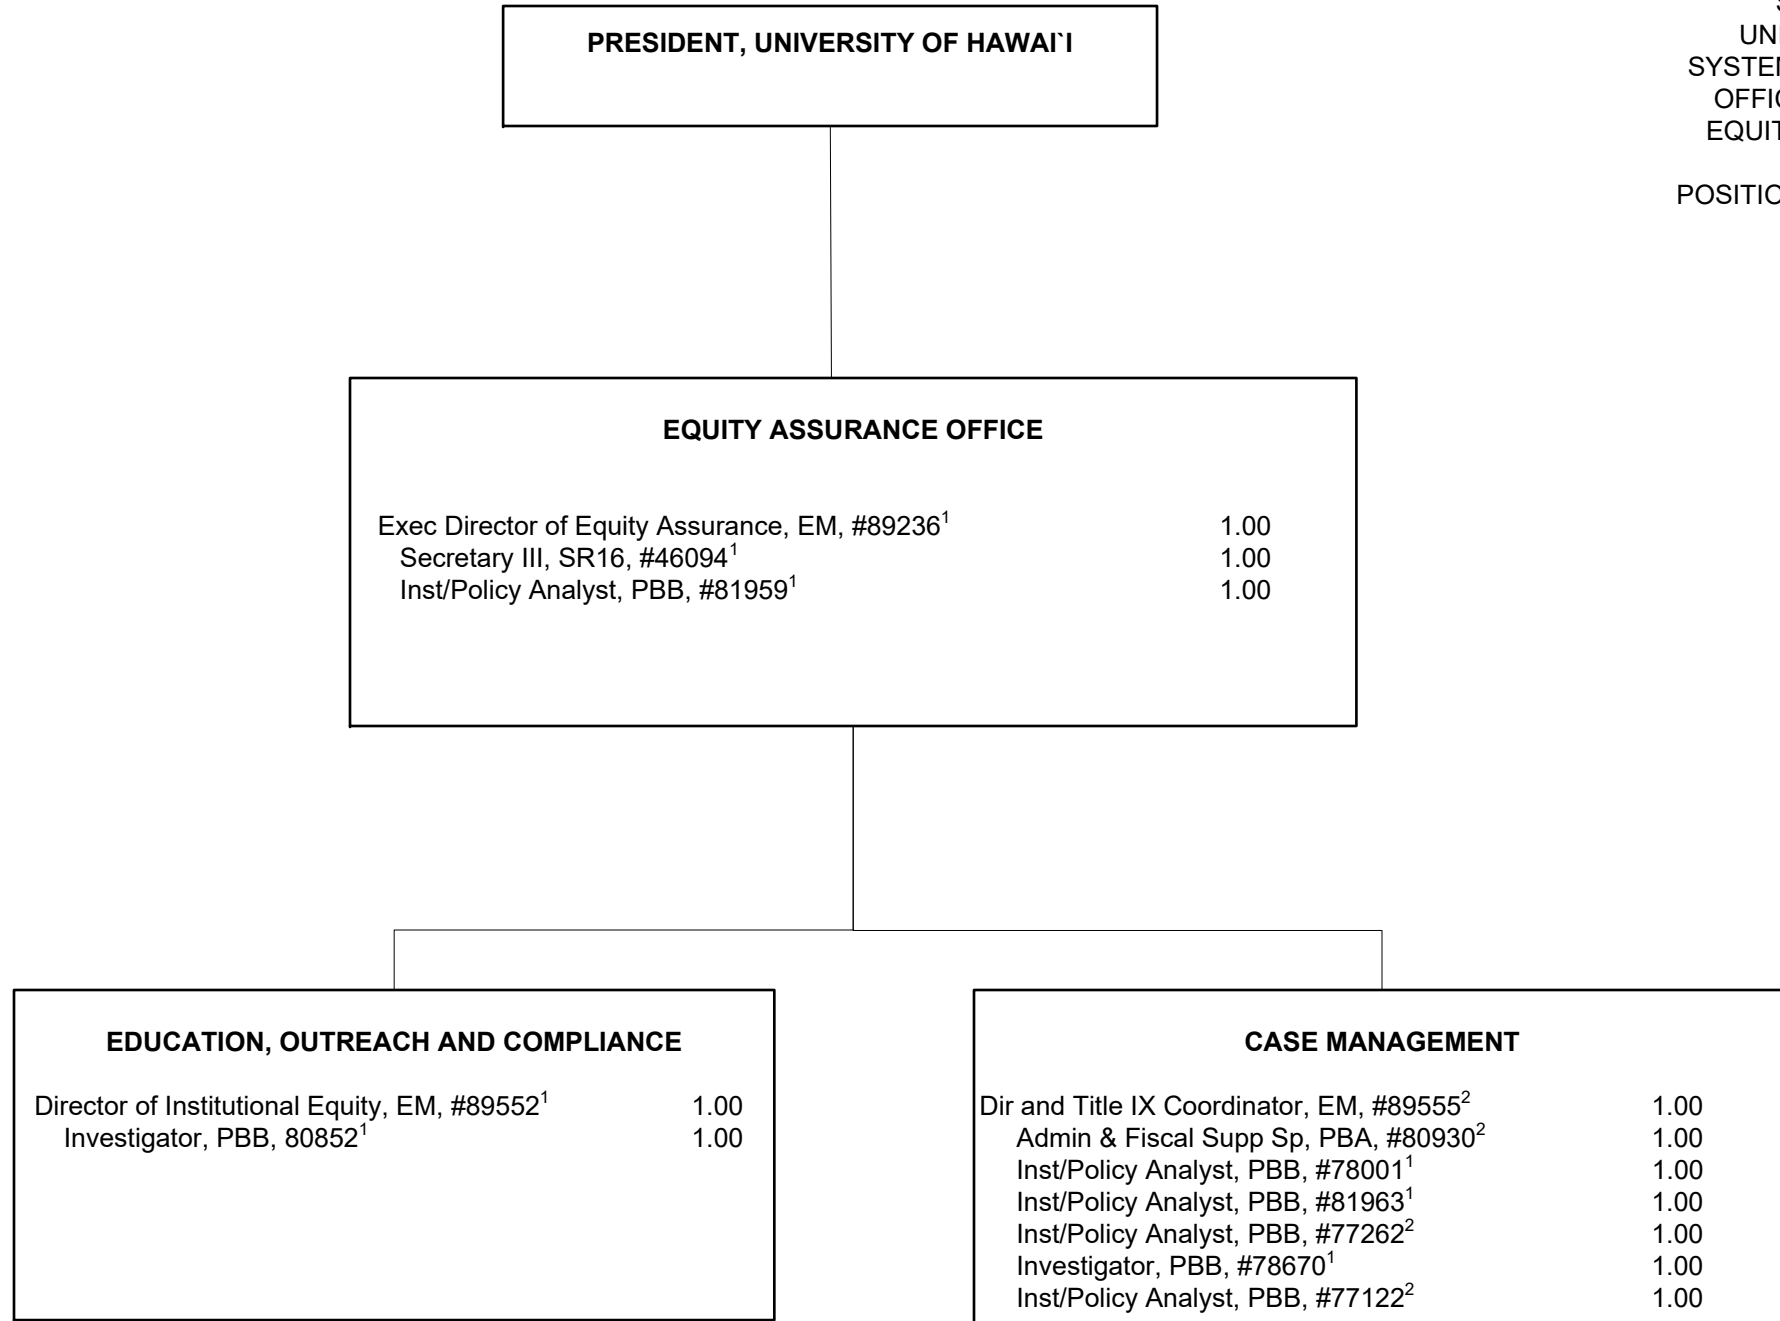 PRESIDENT, UNIVERSITY OF HAWAI`I
SYSTE
POSITIO
EQUITY ASSURANCE OFFICE
Exec Director of Equity Assurance, EM, #89236¹ 1.00
Secretary III, SR16, #46094¹ 1.00
Inst/Policy Analyst, PBB, #81959¹ 1.00
EDUCATION, OUTREACH AND COMPLIANCE
Director of Institutional Equity, EM, #89552¹ 1.00
Investigator, PBB, 80852¹ 1.00
CASE MANAGEMENT
Dir and Title IX Coordinator, EM, #89555² 1.00
Admin & Fiscal Supp Sp, PBA, #80930² 1.00
Inst/Policy Analyst, PBB, #78001¹ 1.00
Inst/Policy Analyst, PBB, #81963¹ 1.00
Inst/Policy Analyst, PBB, #77262² 1.00
Investigator, PBB, #78670¹ 1.00
Inst/Policy Analyst, PBB, #77122² 1.00